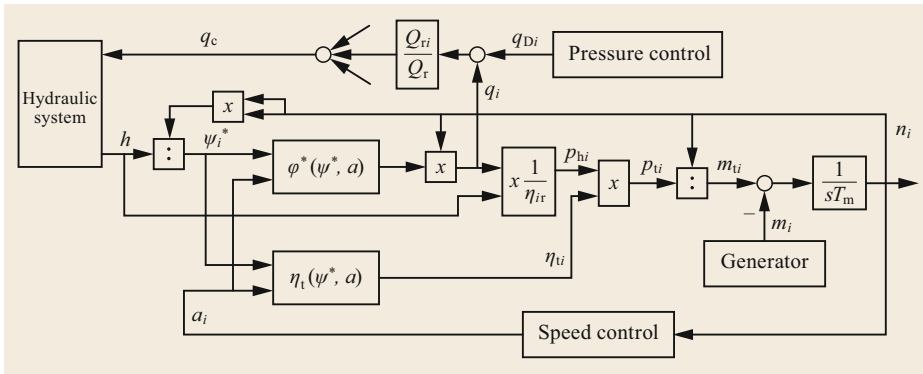 q_c
Q_ri
Q_r
q_Di
Pressure control
Hydraulic
system
q_i
x
n_i
h
:
ψ_i*
φ*(ψ*, a)
x
x 1
η_ir
p_hi
x
p_ti
:
m_ti
1
sT_m
−
m_i
Generator
η_t(ψ*, a)
η_ti
a_i
Speed control